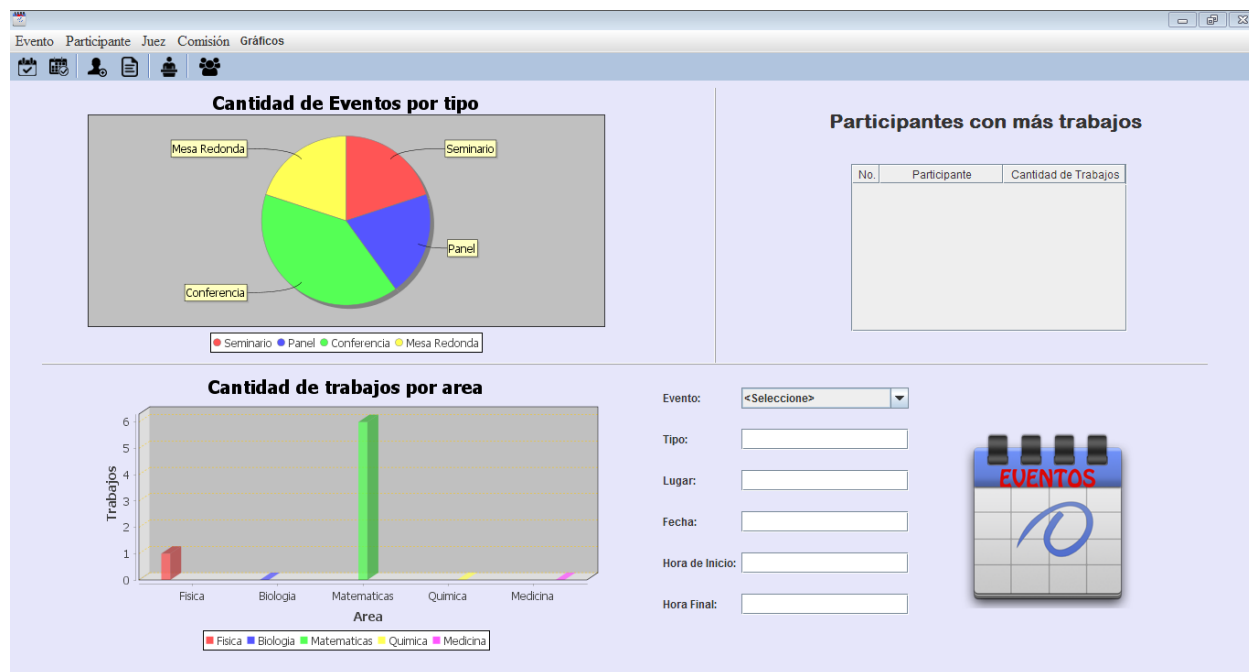 Evento Participante Juez Comisión Gráficos
Cantidad de Eventos por tipo
Mesa Redonda
Seminario
Panel
Conferencia
Seminario Panel Conferencia Mesa Redonda
Participantes con más trabajos
No. Participante Cantidad de Trabajos
Cantidad de trabajos por area
Trabajos
6
5
4
3
2
1
0
Fisica Biologia Matematicas Quimica Medicina
Area
Fisica Biologia Matematicas Quimica Medicina
Evento: <Seleccione>
Tipo:
Lugar:
Fecha:
Hora de Inicio:
Hora Final:
EVENTOS